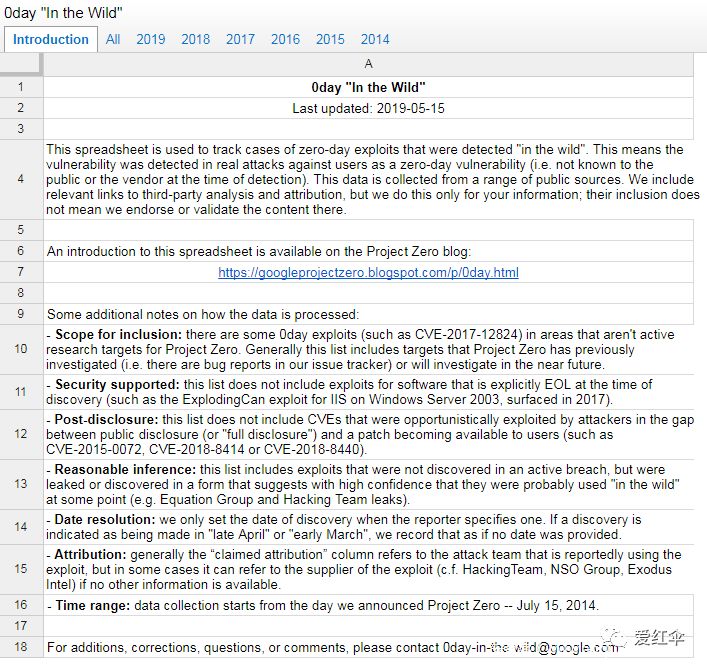 0day "In the Wild"
Introduction All 2019 2018 2017 2016 2015 2014
A
1 0day "In the Wild"
2 Last updated: 2019-05-15
3
This spreadsheet is used to track cases of zero-day exploits that were detected "in the wild". This means the
vulnerability was detected in real attacks against users as a zero-day vulnerability (i.e. not known to the
4 public or the vendor at the time of detection). This data is collected from a range of public sources. We include
relevant links to third-party analysis and attribution, but we do this only for your information; their inclusion does
not mean we endorse or validate the content there.
5
6 An introduction to this spreadsheet is available on the Project Zero blog:
7 https://googleprojectzero.blogspot.com/p/0day.html
8
9 Some additional notes on how the data is processed:
- Scope for inclusion: there are some 0day exploits (such as CVE-2017-12824) in areas that aren't active
10 research targets for Project Zero. Generally this list includes targets that Project Zero has previously
investigated (i.e. there are bug reports in our issue tracker) or will investigate in the near future.
- Security supported: this list does not include exploits for software that is explicitly EOL at the time of
11 discovery (such as the ExplodingCan exploit for IIS on Windows Server 2003, surfaced in 2017).
- Post-disclosure: this list does not include CVEs that were opportunistically exploited by attackers in the gap
12 between public disclosure (or "full disclosure") and a patch becoming available to users (such as
CVE-2015-0072, CVE-2018-8414 or CVE-2018-8440).
- Reasonable inference: this list includes exploits that were not discovered in an active breach, but were
13 leaked or discovered in a form that suggests with high confidence that they were probably used "in the wild"
at some point (e.g. Equation Group and Hacking Team leaks).
- Date resolution: we only set the date of discovery when the reporter specifies one. If a discovery is
14 indicated as being made in "late April" or "early March", we record that as if no date was provided.
- Attribution: generally the “claimed attribution” column refers to the attack team that is reportedly using the
15 exploit, but in some cases it can refer to the supplier of the exploit (c.f. HackingTeam, NSO Group, Exodus
Intel) if no other information is available.
16 - Time range: data collection starts from the day we announced Project Zero -- July 15, 2014.
17
18 For additions, corrections, questions, or comments, please contact 0day-in-the-wild@google.com
爱红伞